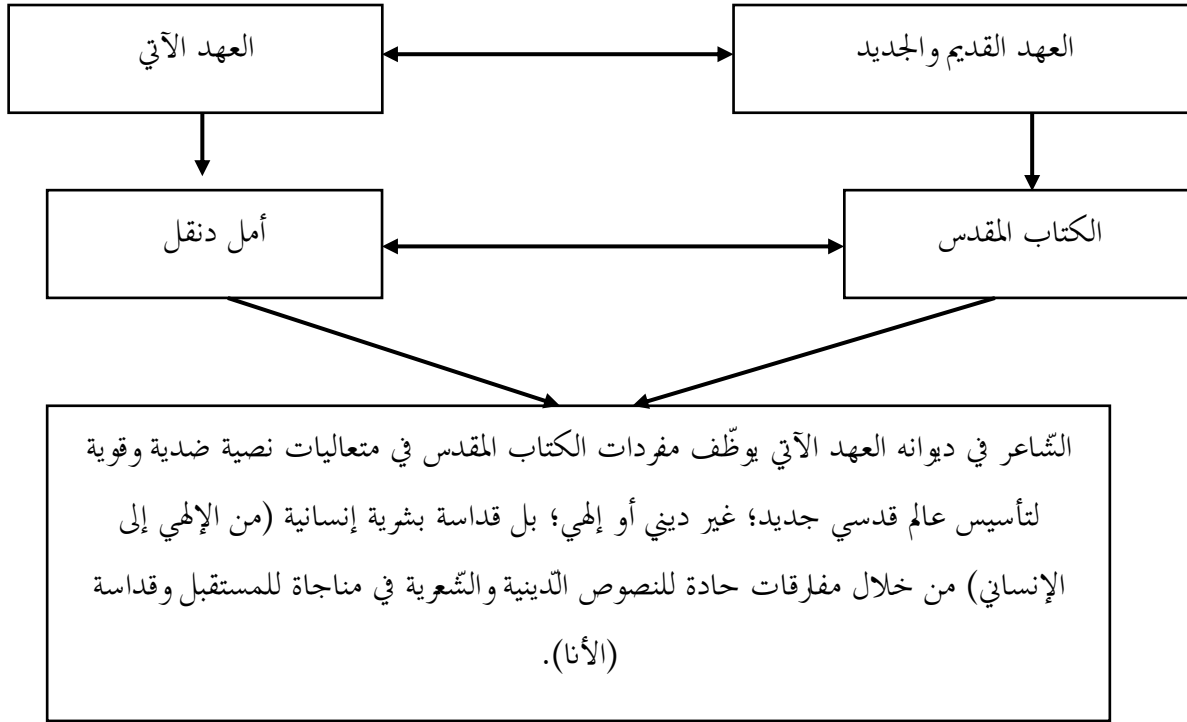 العهد القديم والجديد
العهد الآتي
الكتاب المقدس
أمل دنقل
الشّاعر في ديوانه العهد الآتي يوظّف مفردات الكتاب المقدس في متعاليات نصية ضدية وقوية
لتأسيس عالم قدسي جديد؛ غير ديني أو إلهي؛ بل قداسة بشرية إنسانية (من الإلهي إلى
الإنساني) من خلال مفارقات حادة للنصوص الدّينية والشّعرية في مناجاة للمستقبل وقداسة
(الأنا).